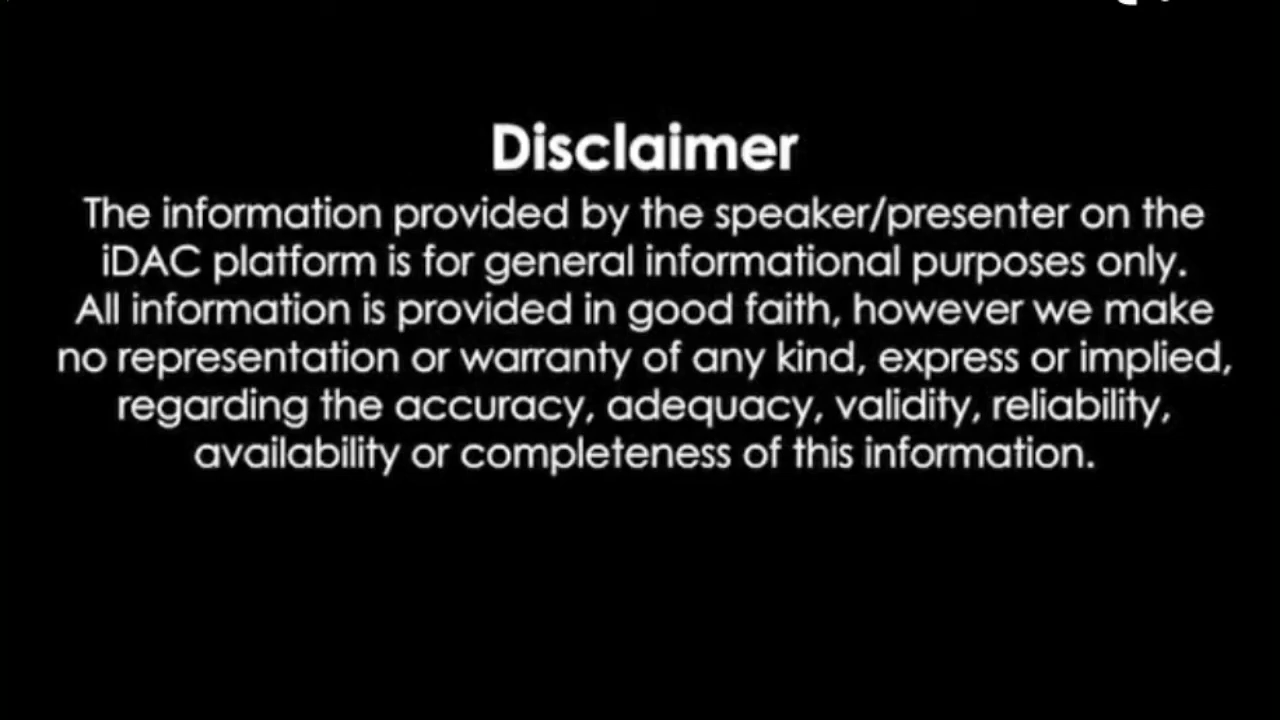 Disclaimer
The information provided by the speaker/presenter on the
iDAC platform is for general informational purposes only.
All information is provided in good faith, however we make
no representation or warranty of any kind, express or implied,
regarding the accuracy, adequacy, validity, reliability,
availability or completeness of this information.